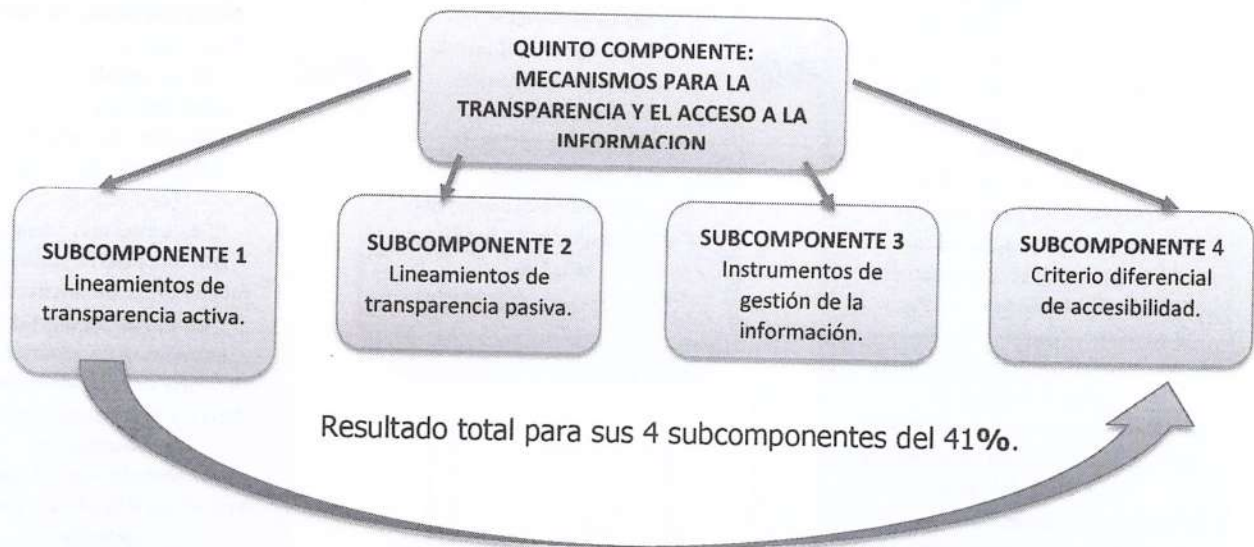 QUINTO COMPONENTE:
MECANISMOS PARA LA
TRANSPARENCIA Y EL ACCESO A LA
INFORMACION
SUBCOMPONENTE 1
Lineamientos de
transparencia activa.
SUBCOMPONENTE 2
Lineamientos de
transparencia pasiva.
SUBCOMPONENTE 3
Instrumentos de
gestión de la
información.
SUBCOMPONENTE 4
Criterio diferencial
de accesibilidad.
Resultado total para sus 4 subcomponentes del 41%.